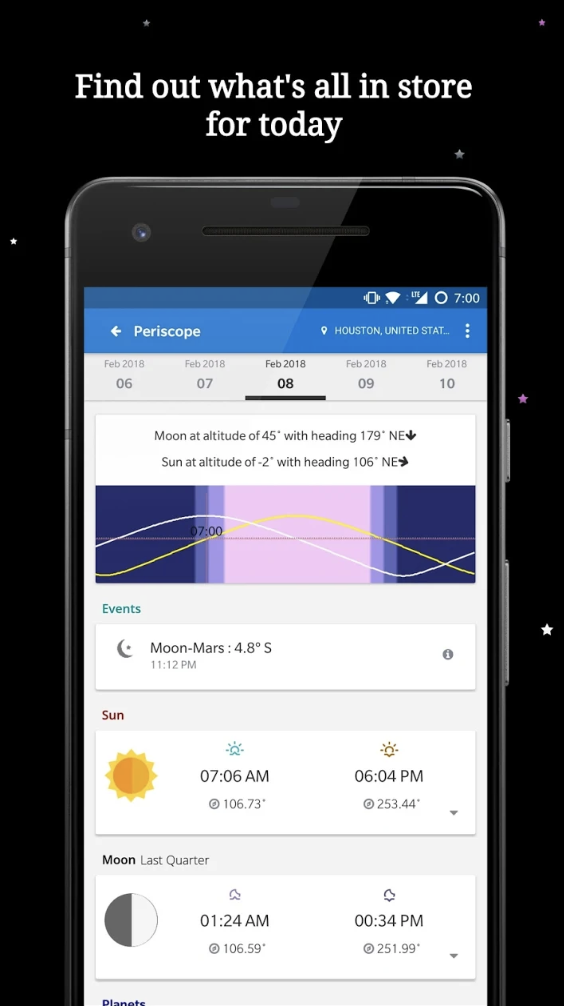 Find out what's all in store
for today
LTE 7:00
Periscope HOUSTON, UNITED STAT...
Feb 2018 Feb 2018 Feb 2018 Feb 2018 Feb 2018
06 07 08 09 10
Moon at altitude of 45° with heading 179° NE
Sun at altitude of -2° with heading 106° NE
07:00
Events
Moon-Mars : 4.8° S
11:12 PM
Sun
07:06 AM 06:04 PM
106.73° 253.44°
Moon Last Quarter
01:24 AM 00:34 PM
106.59° 251.99°
Planets